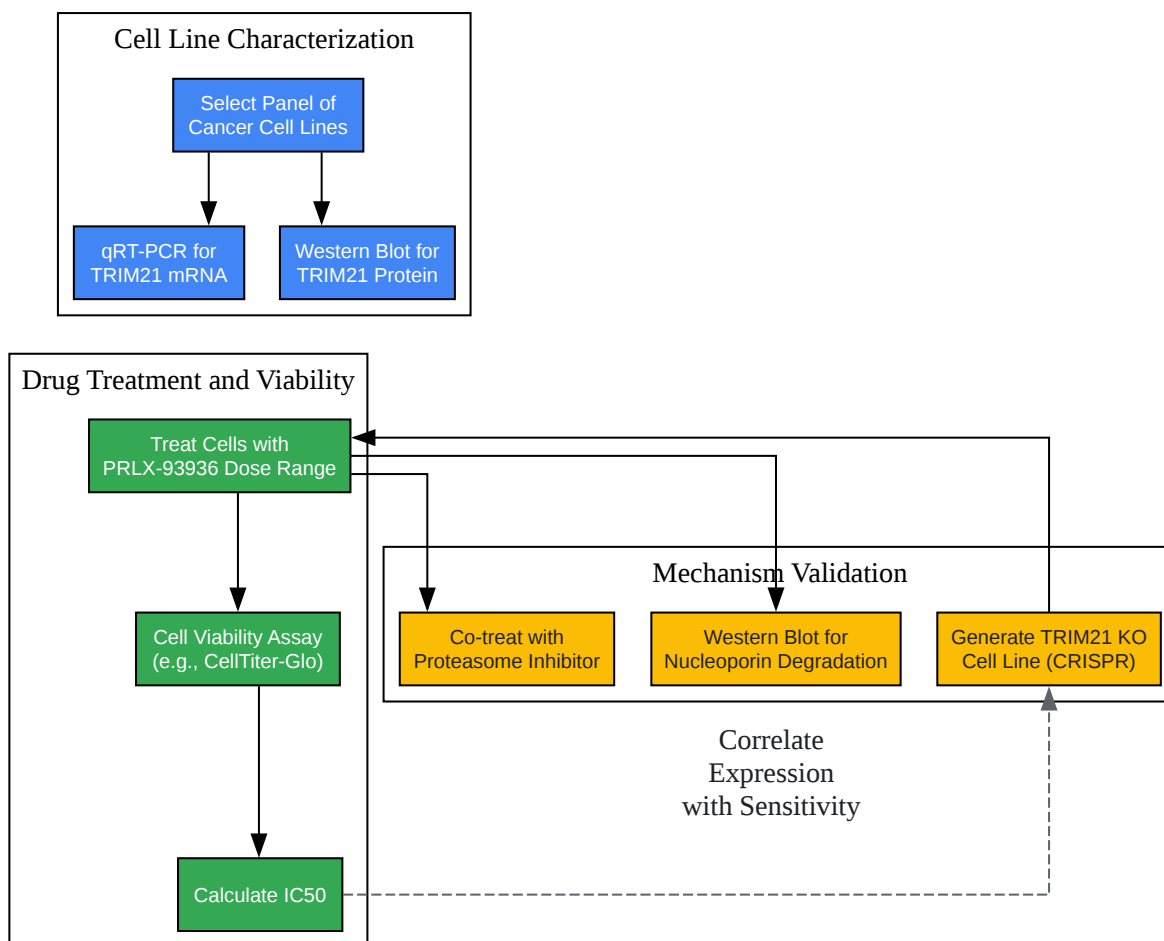 Cell Line Characterization
Select Panel of
Cancer Cell Lines
qRT-PCR for
TRIM21 mRNA
Western Blot for
TRIM21 Protein
Drug Treatment and Viability
Treat Cells with
PRLX-93936 Dose Range
Mechanism Validation
Cell Viability Assay
(e.g., CellTiter-Glo)
Co-treat with
Proteasome Inhibitor
Western Blot for
Nucleoporin Degradation
Generate TRIM21 KO
Cell Line (CRISPR)
Correlate
Expression
with Sensitivity
Calculate IC50